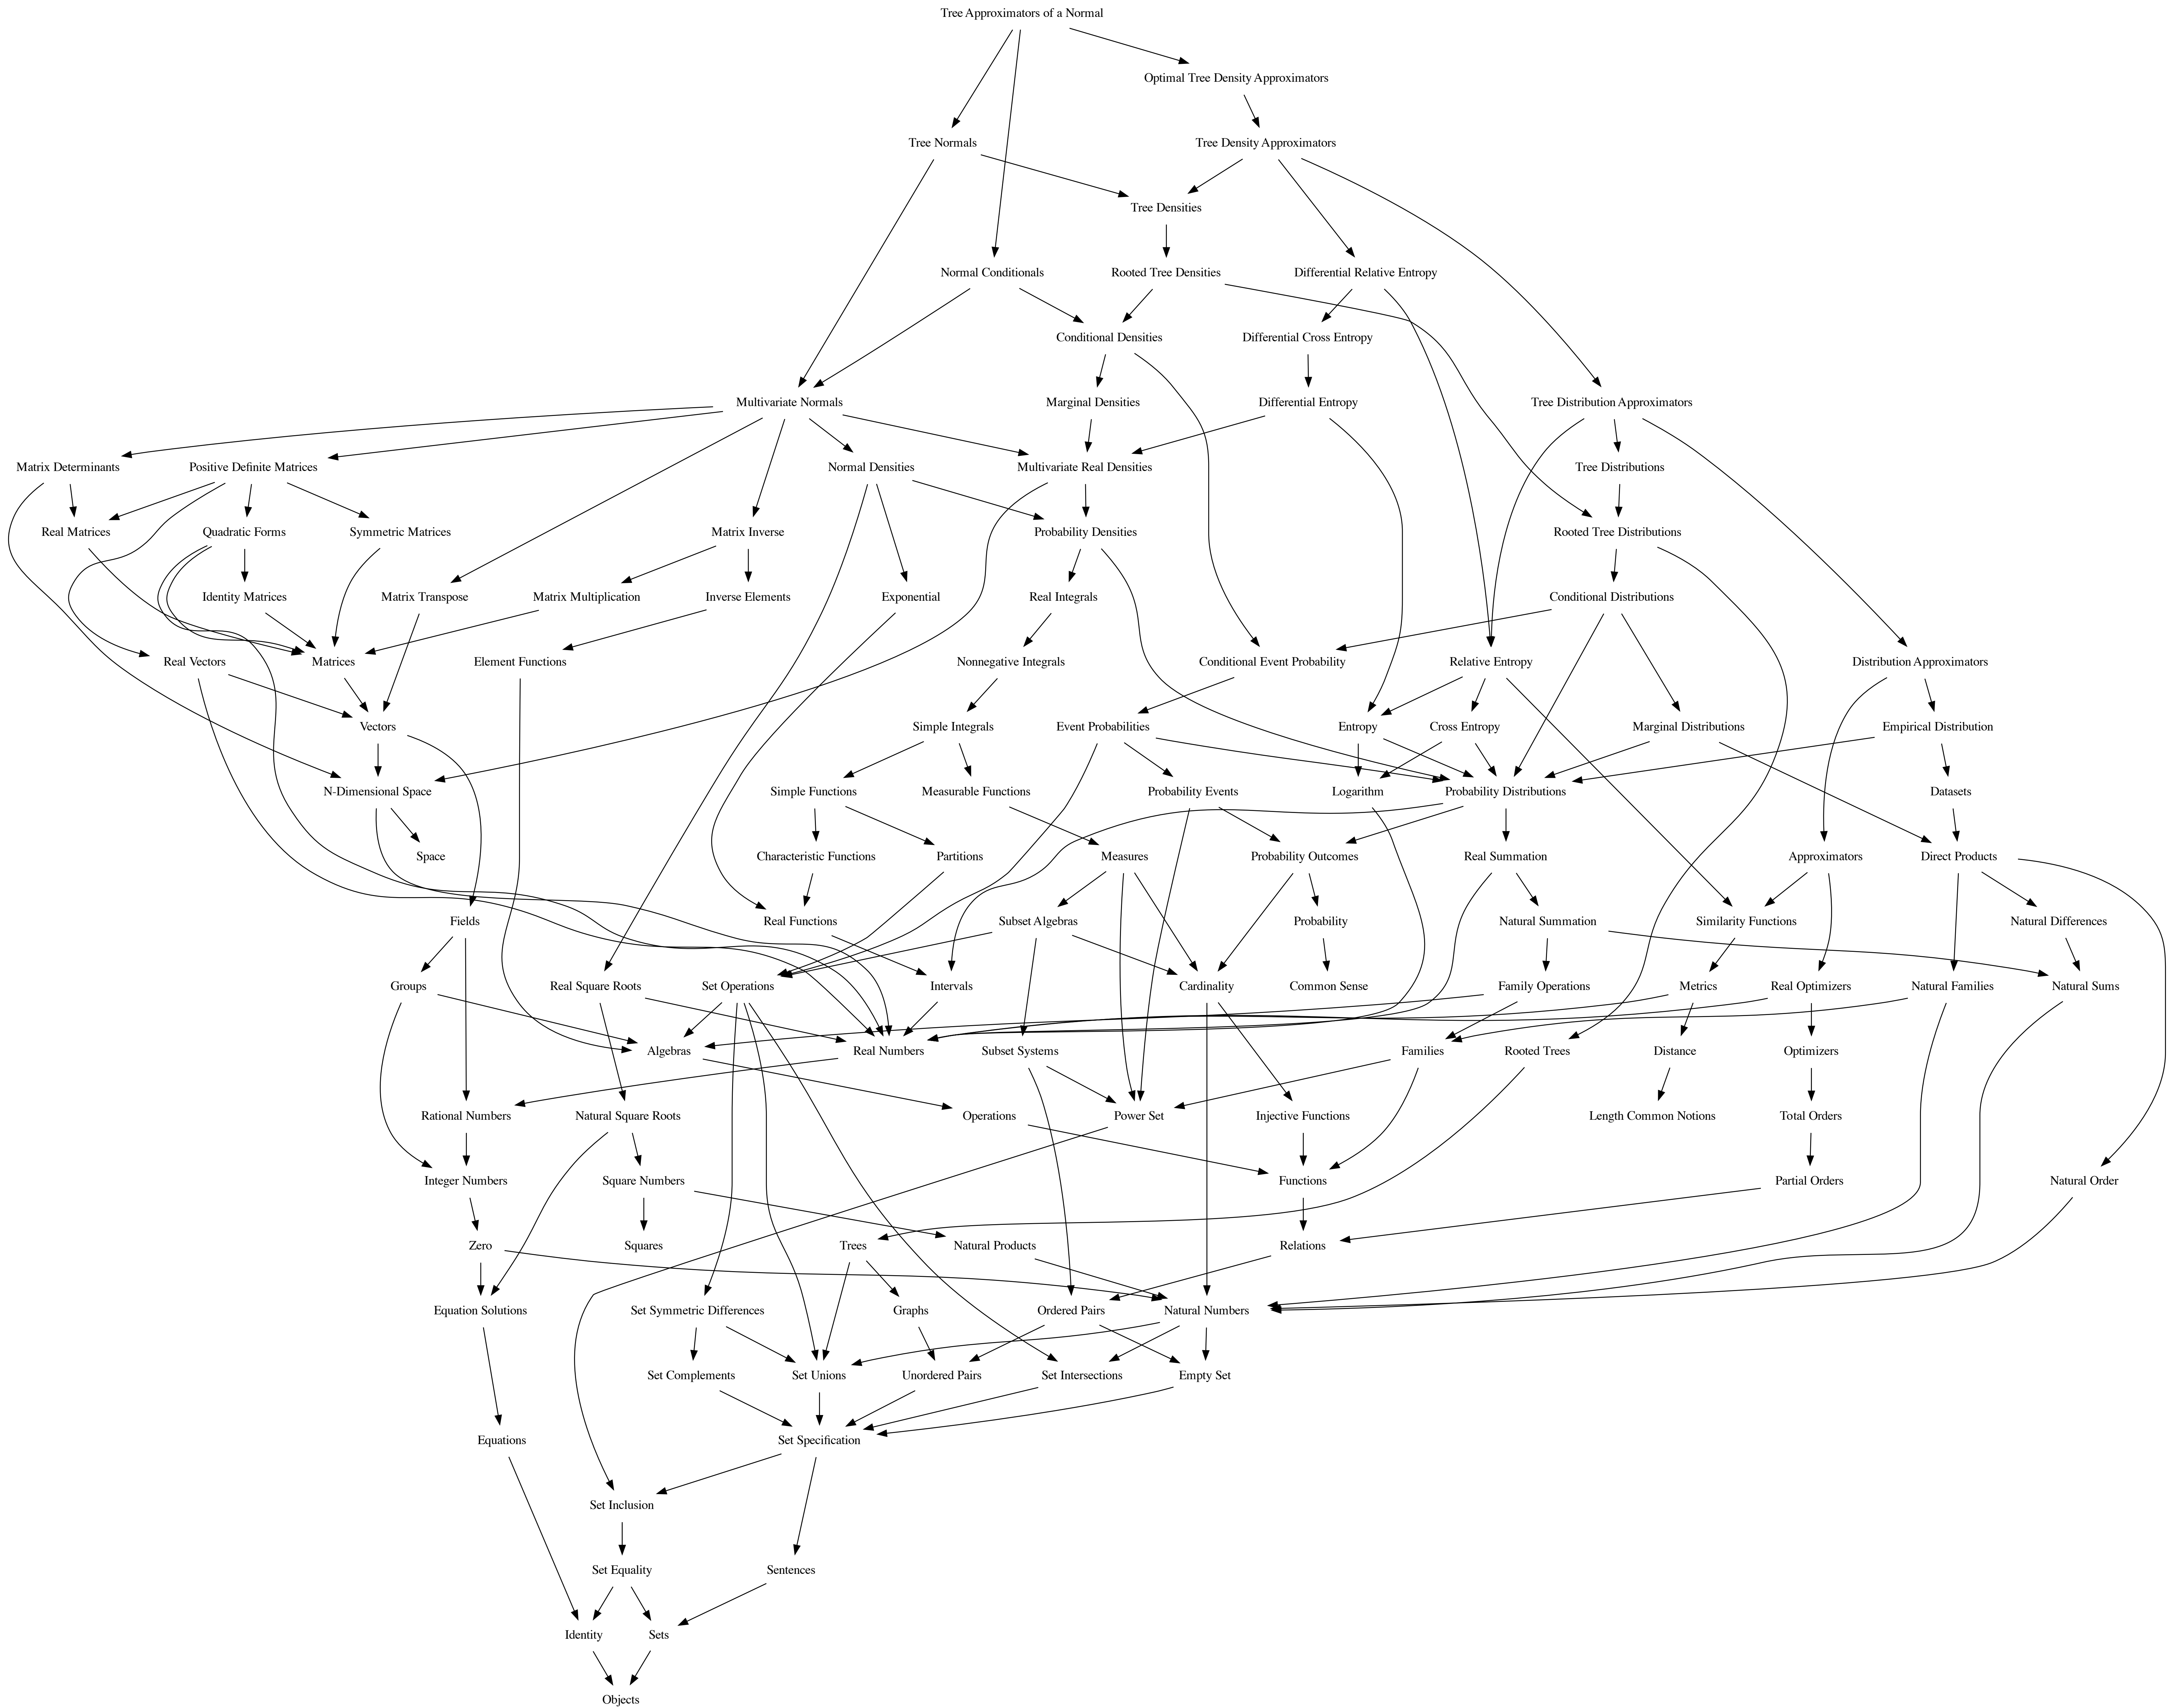 Tree Approximators of a Normal
Optimal Tree Density Approximators
Tree Normals
Tree Density Approximators
Tree Densities
Normal Conditionals
Rooted Tree Densities
Differential Relative Entropy
Conditional Densities
Differential Cross Entropy
Multivariate Normals
Marginal Densities
Differential Entropy
Tree Distribution Approximators
Matrix Determinants
Positive Definite Matrices
Normal Densities
Multivariate Real Densities
Tree Distributions
Real Matrices
Quadratic Forms
Symmetric Matrices
Matrix Inverse
Probability Densities
Rooted Tree Distributions
Identity Matrices
Matrix Transpose
Matrix Multiplication
Inverse Elements
Exponential
Real Integrals
Conditional Distributions
Real Vectors
Matrices
Element Functions
Nonnegative Integrals
Conditional Event Probability
Relative Entropy
Distribution Approximators
Vectors
Simple Integrals
Event Probabilities
Entropy
Cross Entropy
Marginal Distributions
Empirical Distribution
N-Dimensional Space
Simple Functions
Measurable Functions
Probability Events
Logarithm
Probability Distributions
Datasets
Space
Characteristic Functions
Partitions
Measures
Probability Outcomes
Real Summation
Approximators
Direct Products
Fields
Real Functions
Subset Algebras
Probability
Natural Summation
Similarity Functions
Natural Differences
Groups
Real Square Roots
Set Operations
Intervals
Cardinality
Common Sense
Family Operations
Metrics
Real Optimizers
Natural Families
Natural Sums
Algebras
Real Numbers
Subset Systems
Families
Rooted Trees
Distance
Optimizers
Rational Numbers
Natural Square Roots
Operations
Power Set
Injective Functions
Length Common Notions
Total Orders
Integer Numbers
Square Numbers
Functions
Partial Orders
Natural Order
Zero
Squares
Trees
Natural Products
Relations
Equation Solutions
Set Symmetric Differences
Graphs
Ordered Pairs
Natural Numbers
Set Complements
Set Unions
Unordered Pairs
Set Intersections
Empty Set
Equations
Set Specification
Set Inclusion
Set Equality
Sentences
Identity
Sets
Objects